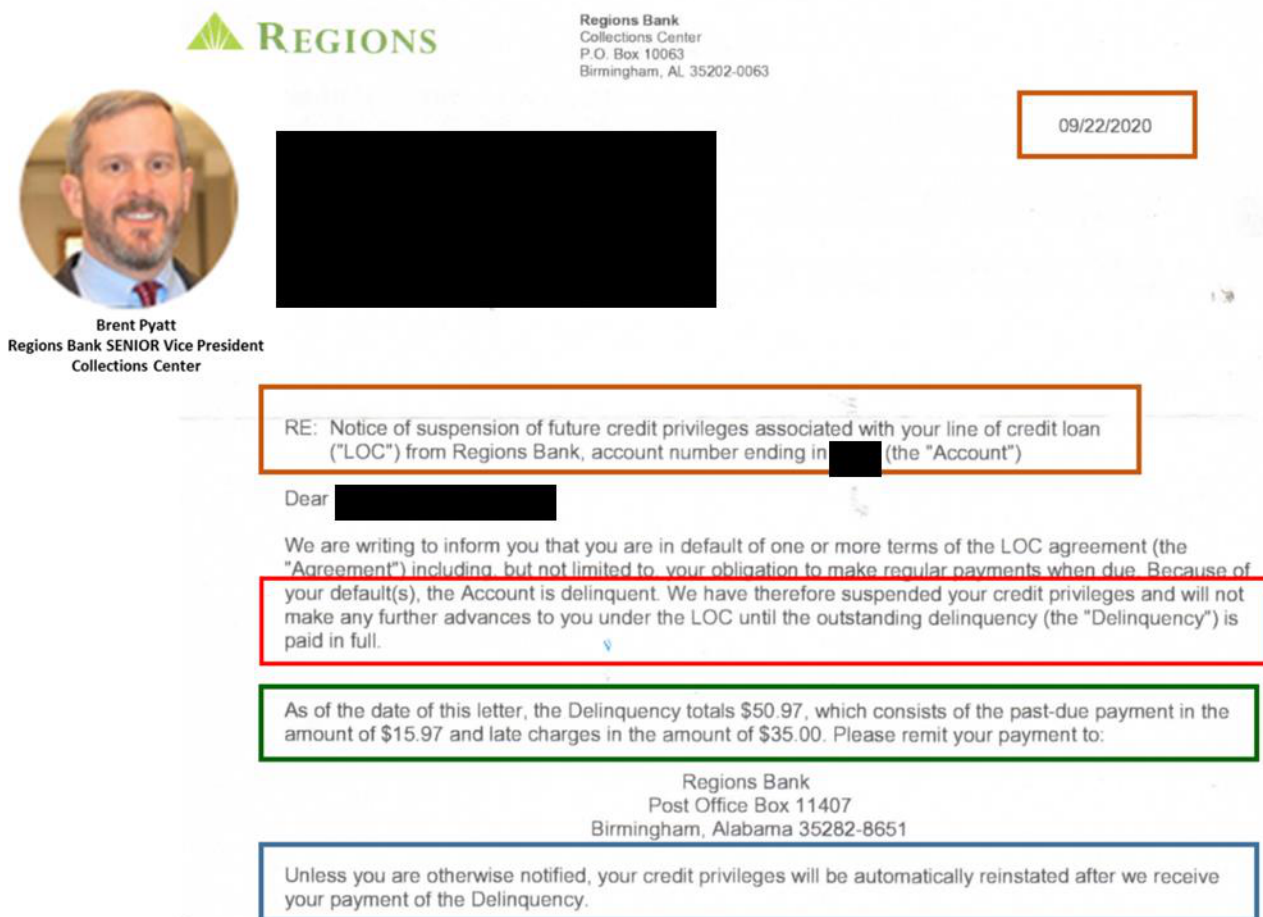 REGIONS
Regions Bank
Collections Center
P.O. Box 10063
Birmingham, AL 35202-0063
09/22/2020
Brent Pyatt
Regions Bank SENIOR Vice President
Collections Center
RE: Notice of suspension of future credit privileges associated with your line of credit loan
("LOC") from Regions Bank, account number ending in (the "Account")
Dear
We are writing to inform you that you are in default of one or more terms of the LOC agreement (the
"Agreement") including, but not limited to, your obligation to make regular payments when due. Because of
your default(s), the Account is delinquent. We have therefore suspended your credit privileges and will not
make any further advances to you under the LOC until the outstanding delinquency (the "Delinquency") is
paid in full.
As of the date of this letter, the Delinquency totals $50.97, which consists of the past-due payment in the
amount of $15.97 and late charges in the amount of $35.00. Please remit your payment to:
Regions Bank
Post Office Box 11407
Birmingham, Alabama 35282-8651
Unless you are otherwise notified, your credit privileges will be automatically reinstated after we receive
your payment of the Delinquency.